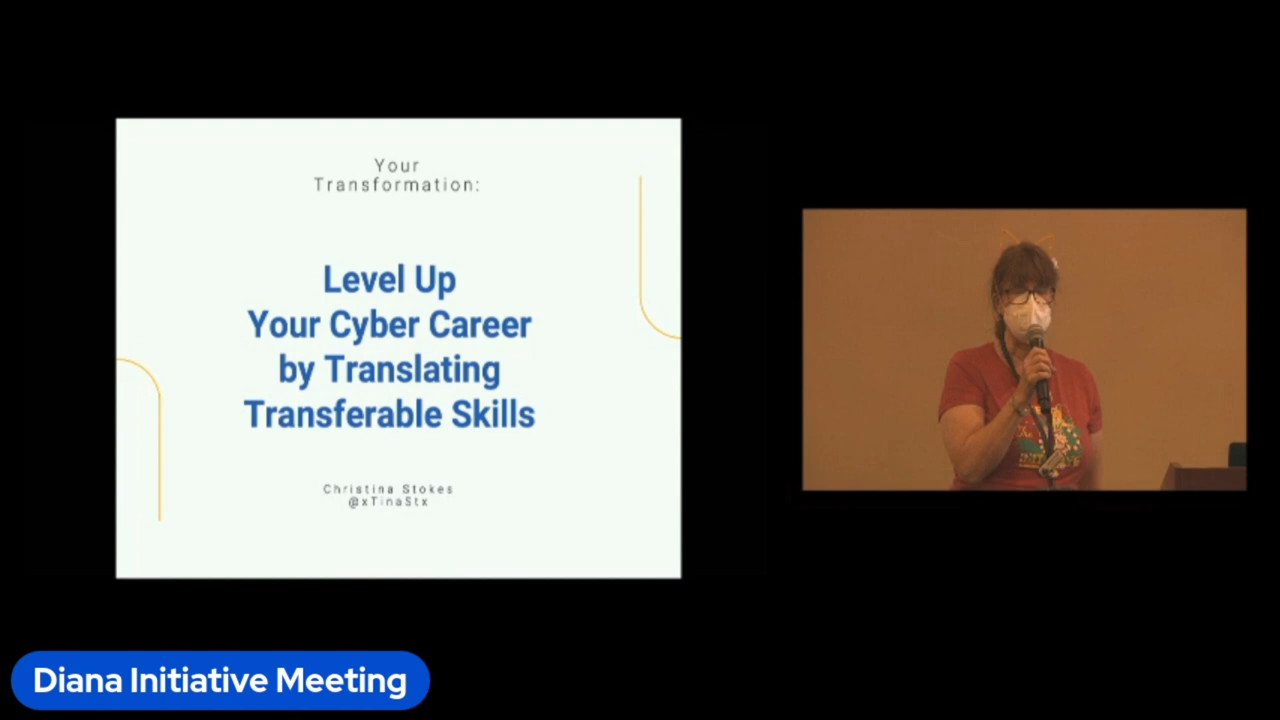 Your
Transformation:
Level Up
Your Cyber Career
by Translating
Transferable Skills
Christina Stokes
@xTinaStx
Diana Initiative Meeting